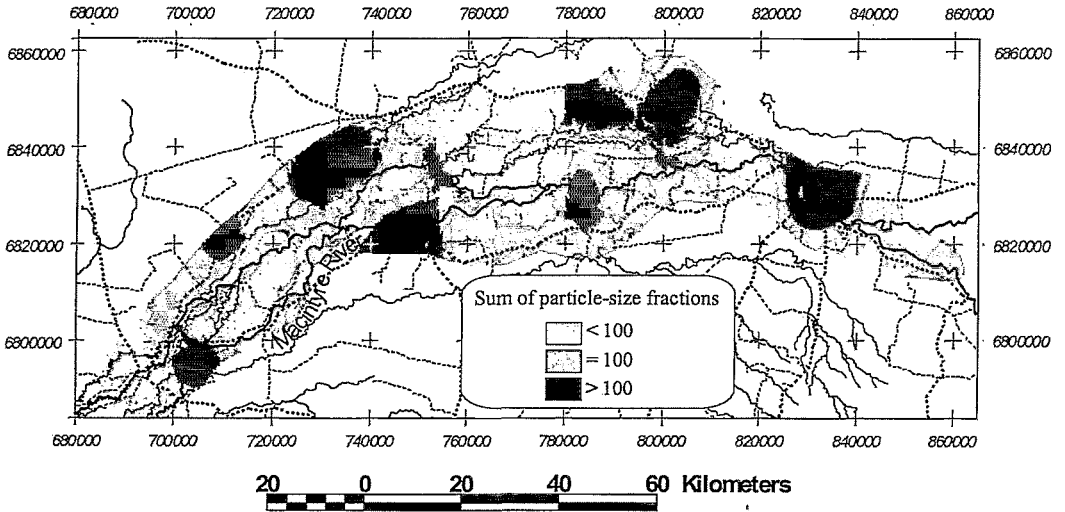 680000 700000 720000 740000 760000 780000 800000 820000 840000 860000
6860000 6860000
6840000 6840000
6820000 6820000
Macintyre River
Sum of particle-size fractions
< 100
6800000 6800000
= 100
> 100
680000 700000 720000 740000 760000 780000 800000 820000 840000 860000
20 0 20 40 60 Kilometers